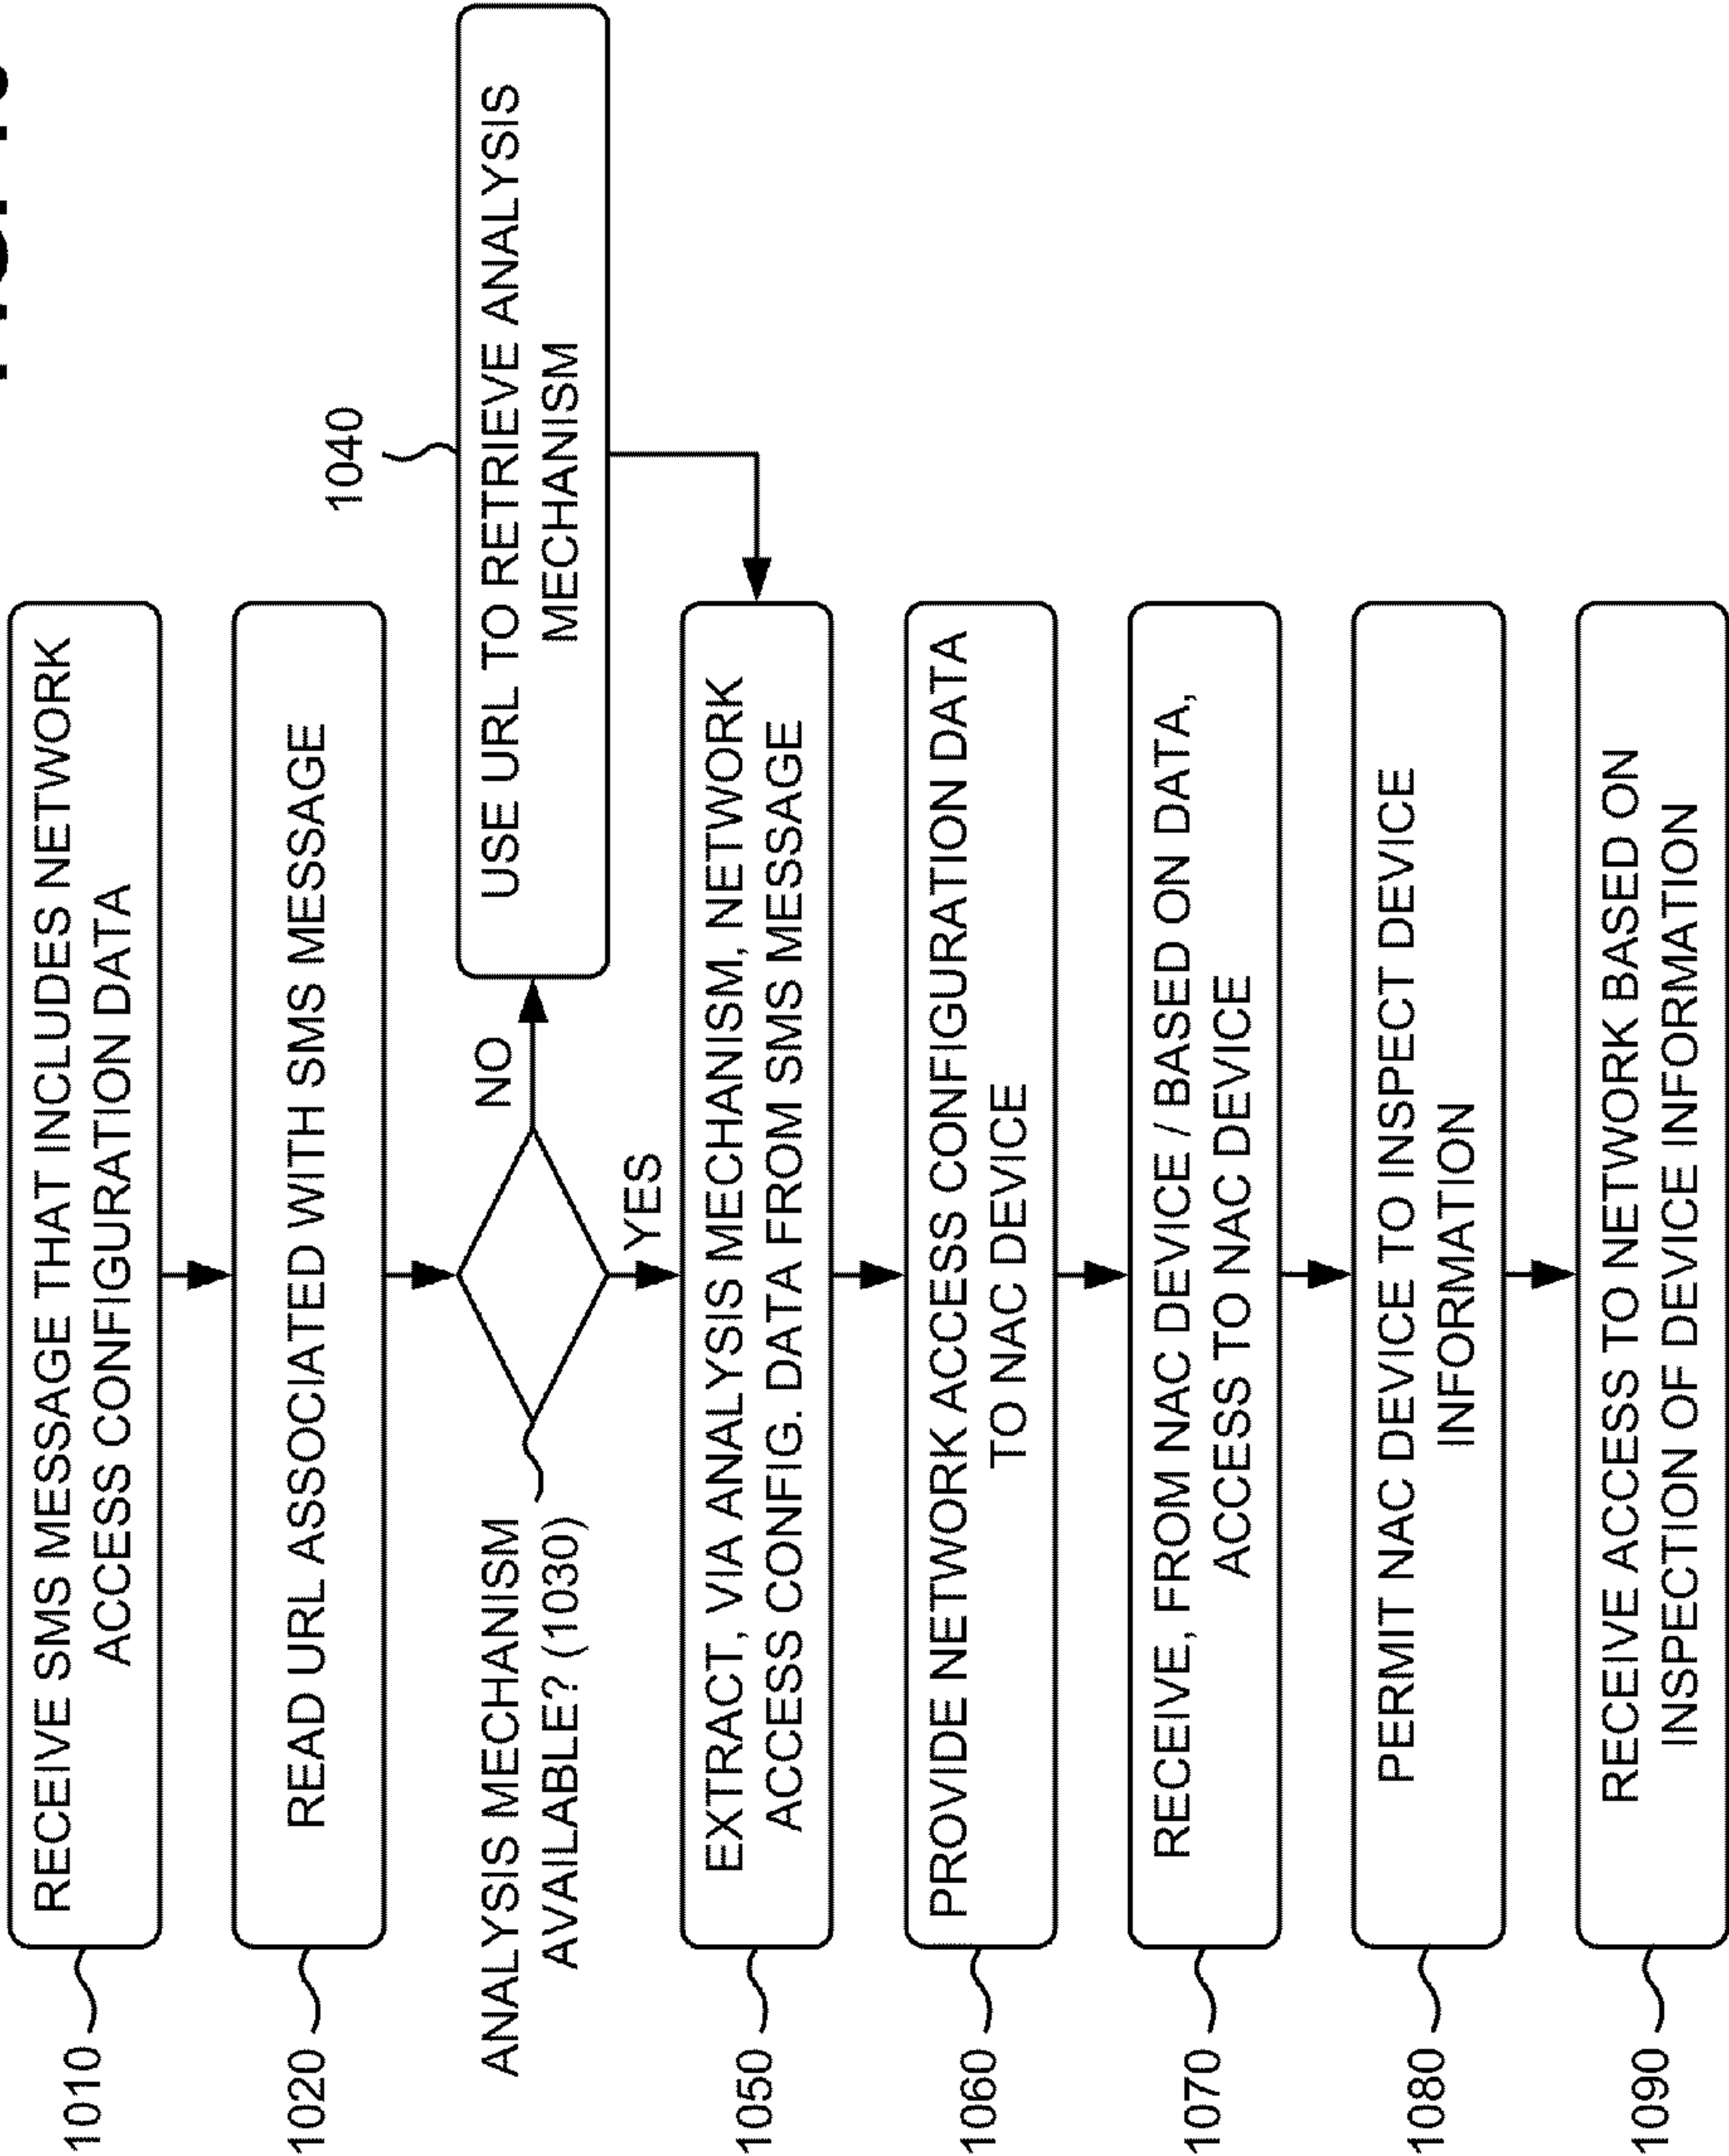 1010
RECEIVE SMS MESSAGE THAT INCLUDES NETWORK
ACCESS CONFIGURATION DATA
1020
READ URL ASSOCIATED WITH SMS MESSAGE
ANALYSIS MECHANISM
AVAILABLE? (1030)
NO
YES
1040
USE URL TO RETRIEVE ANALYSIS
MECHANISM
1050
EXTRACT, VIA ANALYSIS MECHANISM, NETWORK
ACCESS CONFIG. DATA FROM SMS MESSAGE
1060
PROVIDE NETWORK ACCESS CONFIGURATION DATA
TO NAC DEVICE
1070
RECEIVE, FROM NAC DEVICE / BASED ON DATA,
ACCESS TO NAC DEVICE
1080
PERMIT NAC DEVICE TO INSPECT DEVICE
INFORMATION
1090
RECEIVE ACCESS TO NETWORK BASED ON
INSPECTION OF DEVICE INFORMATION